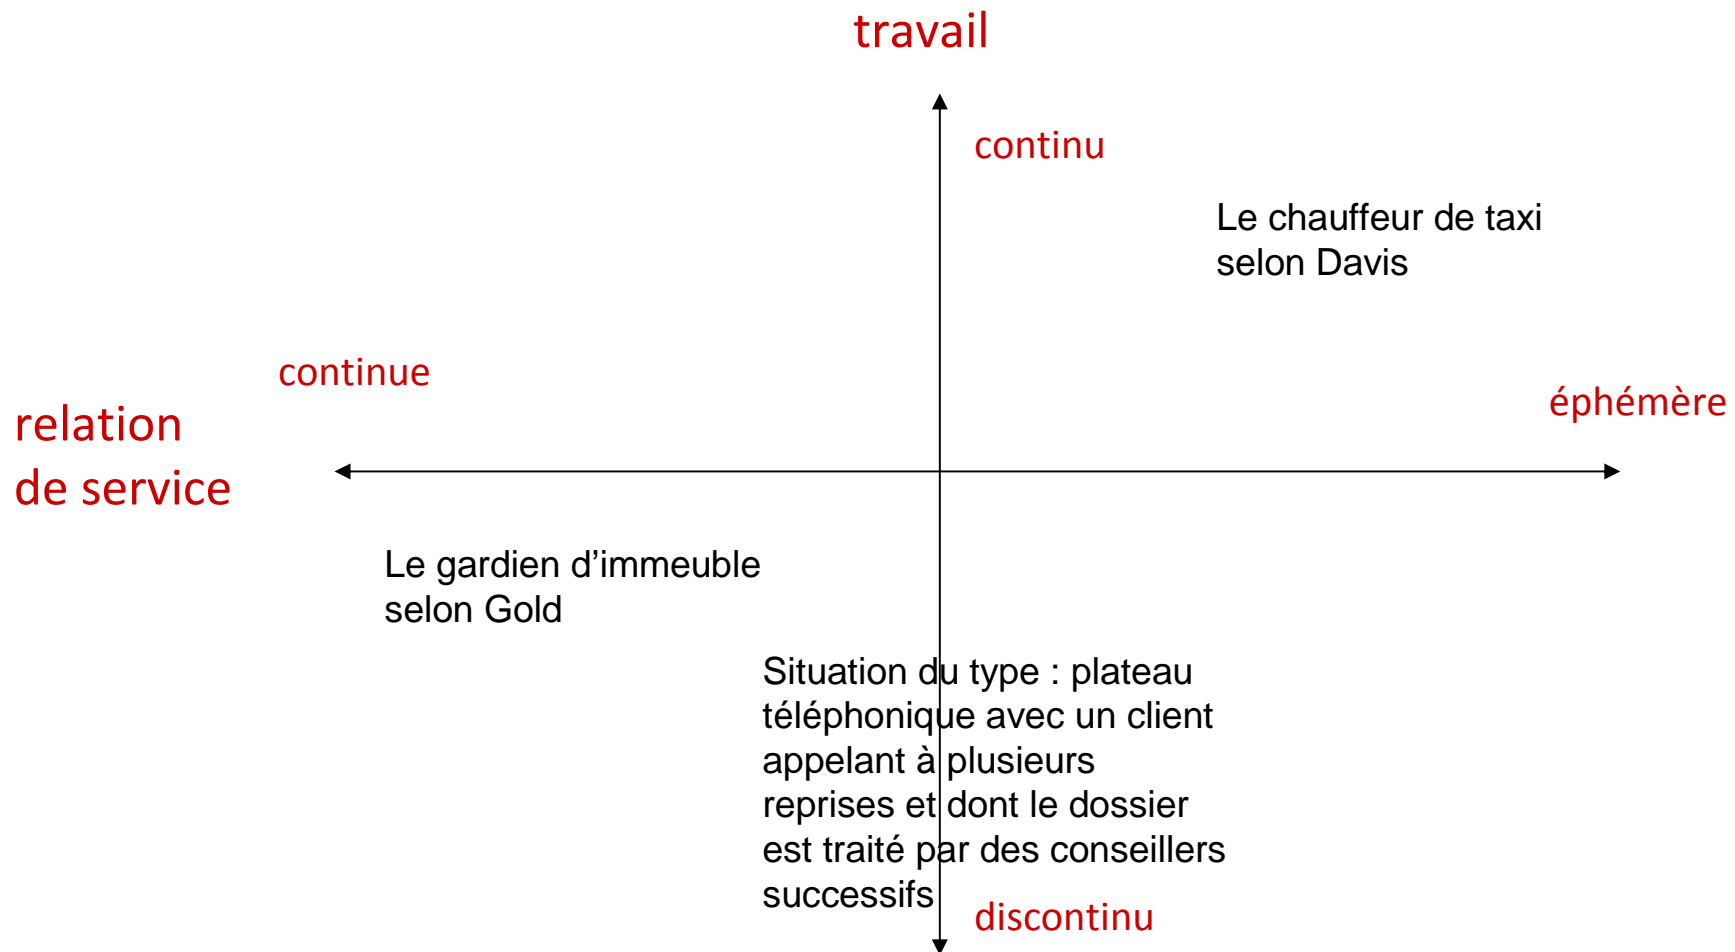 travail
continu
Le chauffeur de taxi
selon Davis
continue
éphémère
relation
de service
Le gardien d’immeuble
selon Gold
Situation du type : plateau
téléphonique avec un client
appelant à plusieurs
reprises et dont le dossier
est traité par des conseillers
successifs
discontinu